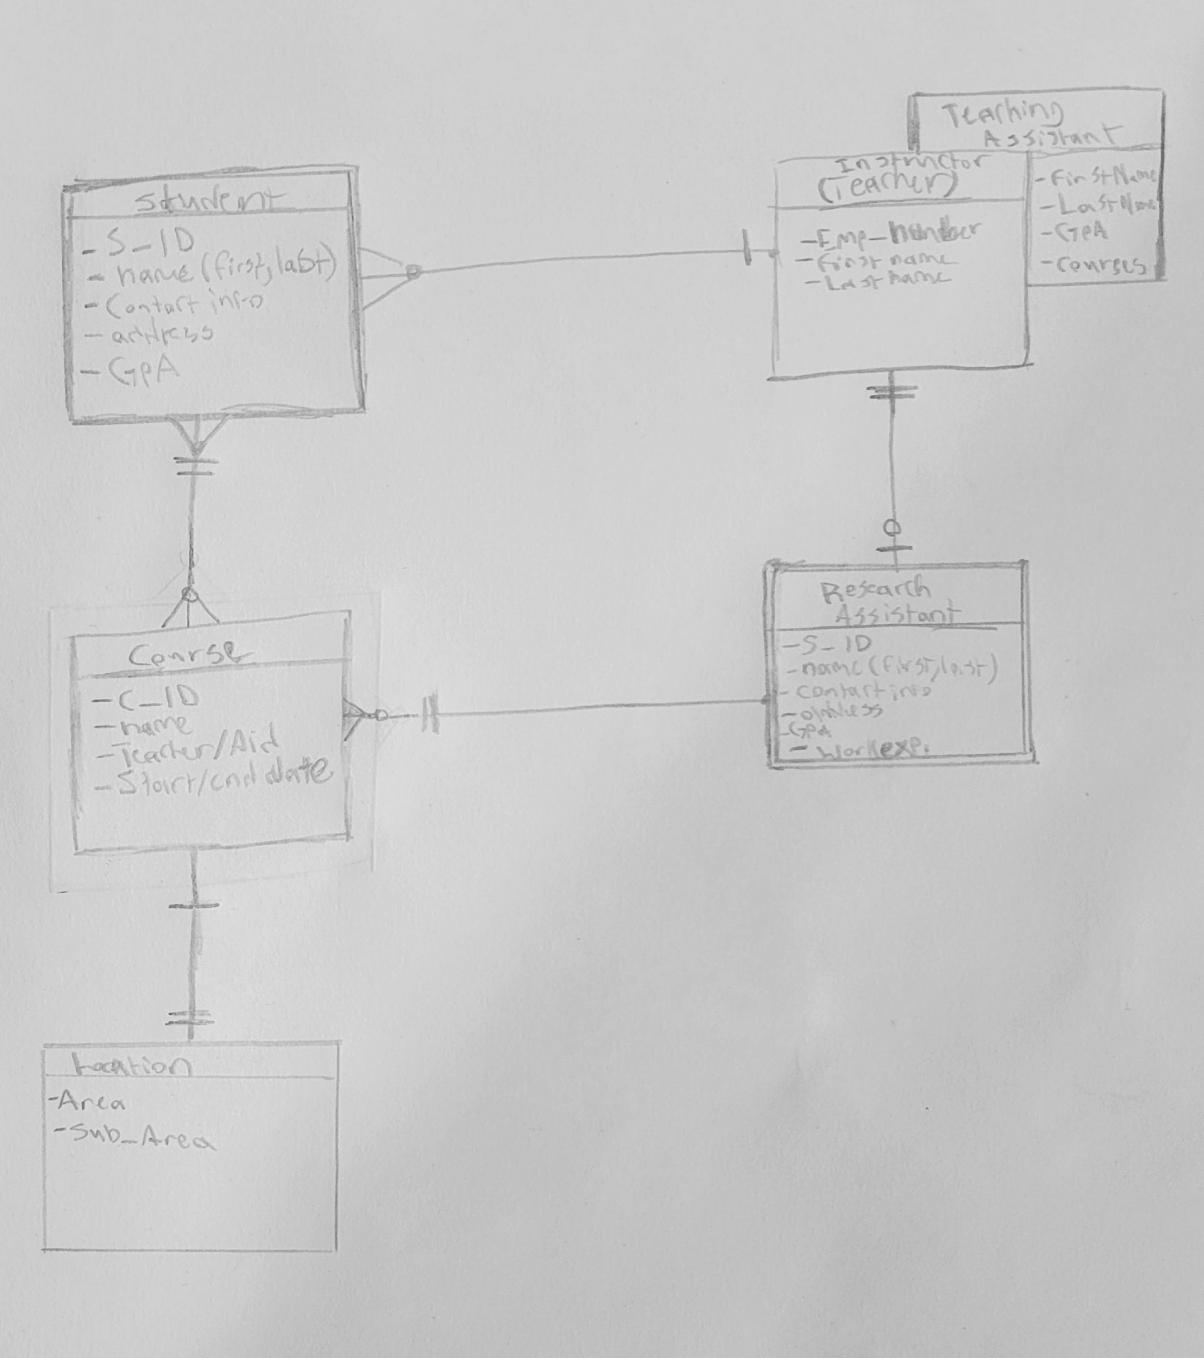 Student
- S_ID
- name (first, last)
- Contact info
- address
- GPA
Teaching
Assistant
- First Name
- Last Name
- GPA
- Courses
Instructor
(Teacher)
- Emp_Number
- First name
- Last name
Course
- C_ID
- name
- Teacher/Aid
- Start/end date
Research
Assistant
- S_ID
- name (first, last)
- contact info
- address
- GPA
- Work exp.
Location
- Area
- Sub_Area